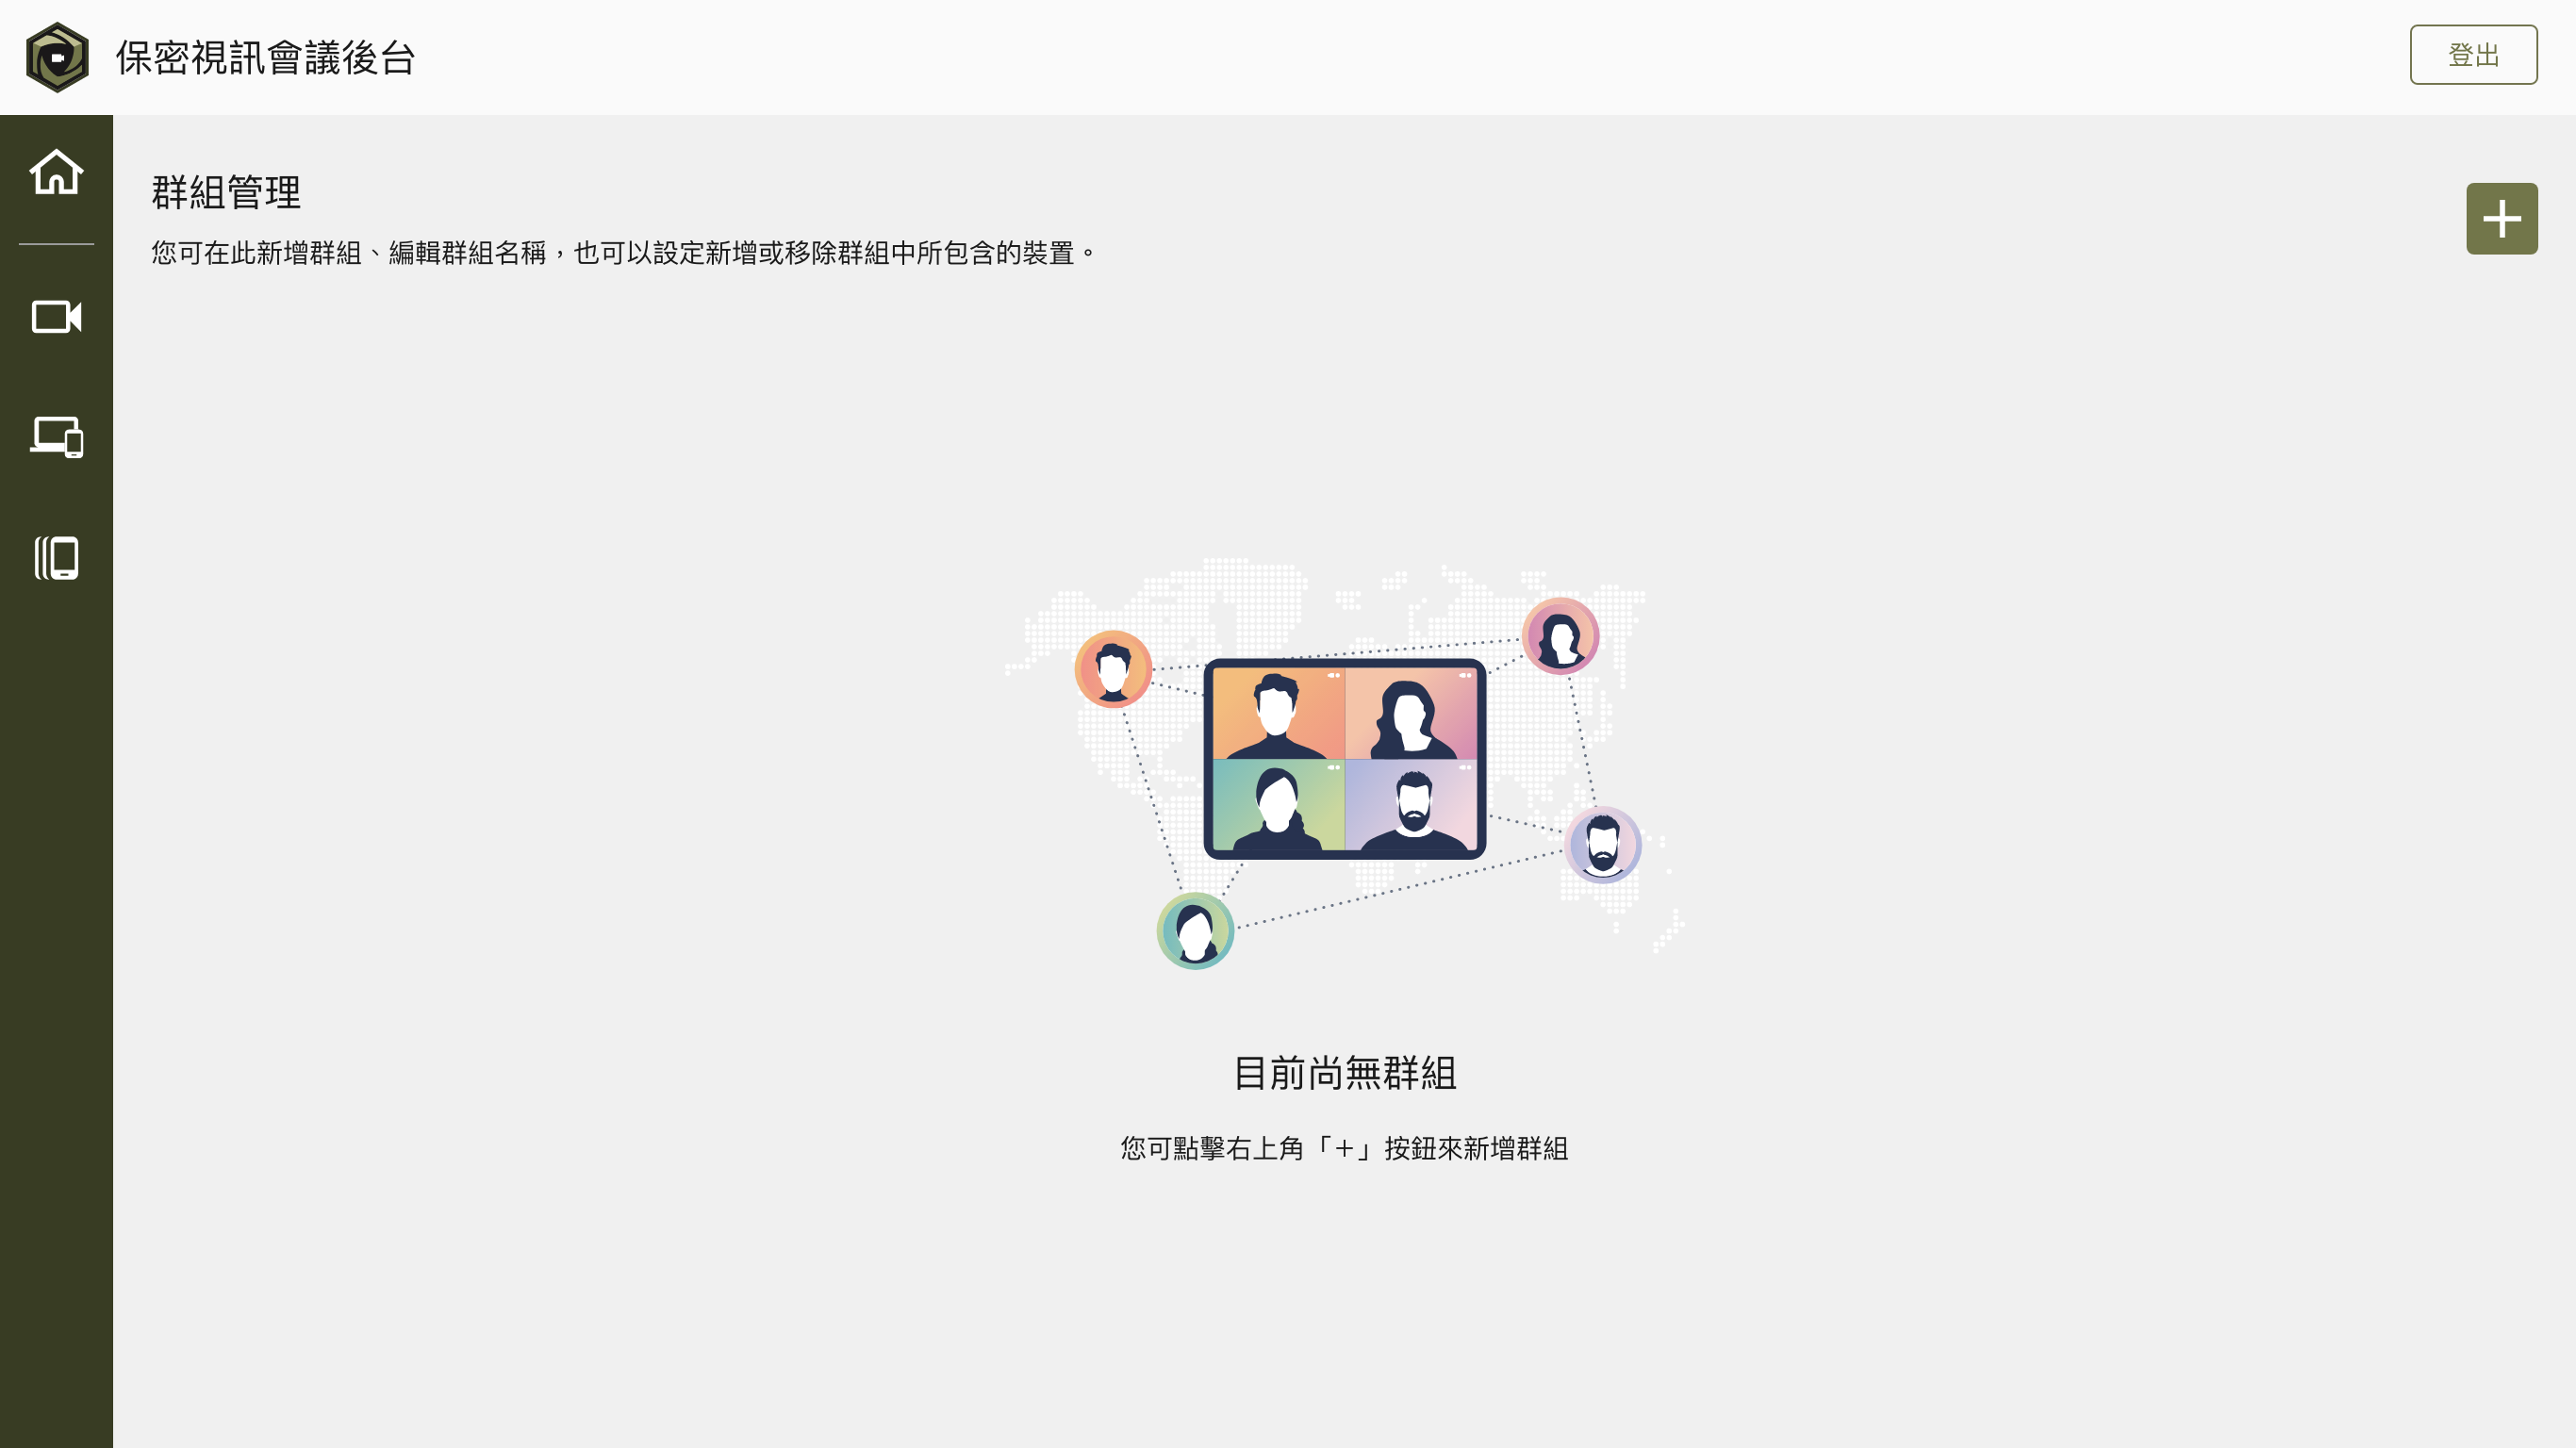 保密視訊會議後台
登出
群組管理
您可在此新增群組、編輯群組名稱，也可以設定新增或移除群組中所包含的裝置。
目前尚無群組
您可點擊右上角「＋」按鈕來新增群組